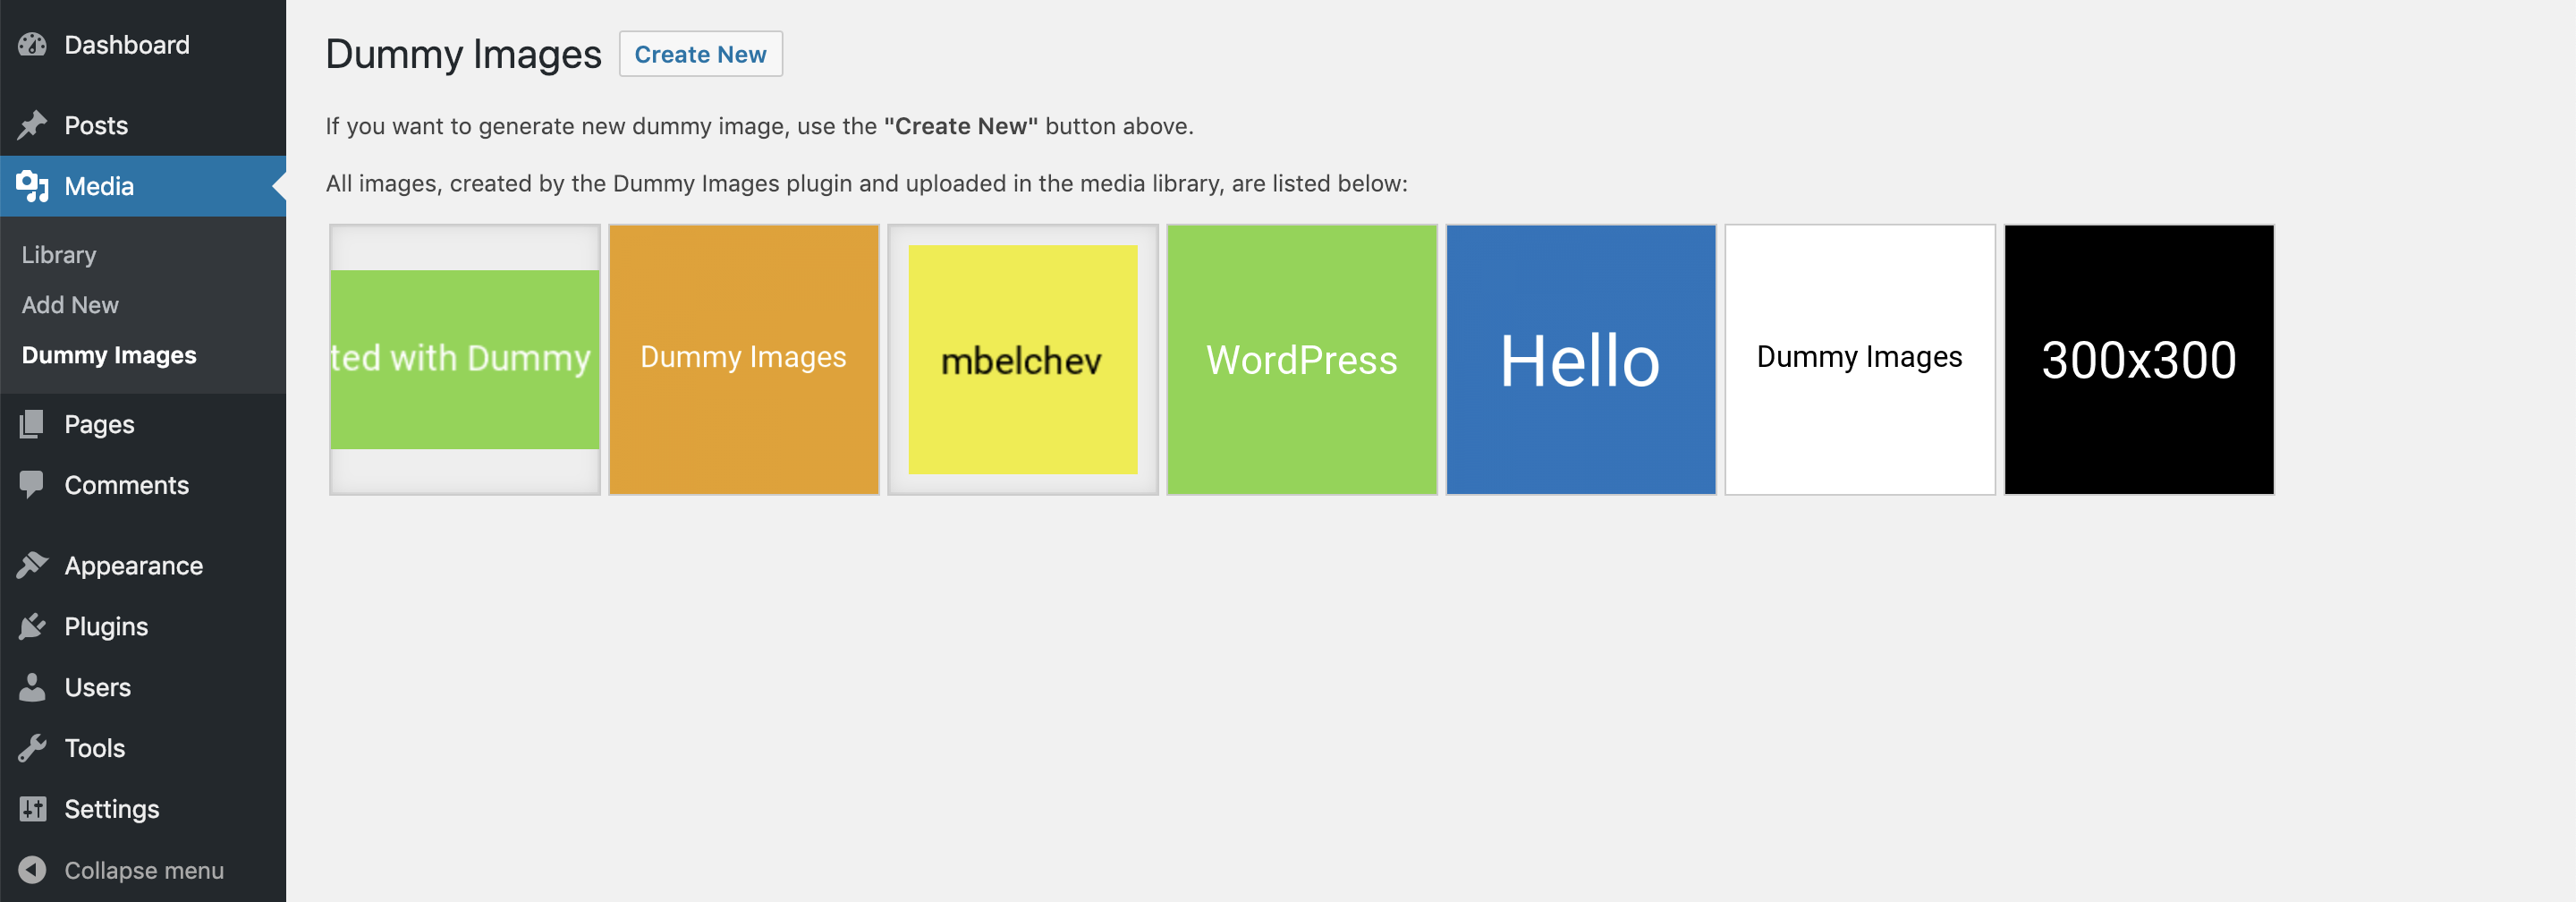 Dashboard
Posts
Media
Library
Add New
Dummy Images
Pages
Comments
Appearance
Plugins
Users
Tools
Settings
Collapse menu
Dummy Images Create New
If you want to generate new dummy image, use the "Create New" button above.
All images, created by the Dummy Images plugin and uploaded in the media library, are listed below:
ted with Dummy
Dummy Images
mbelchev
WordPress
Hello
Dummy Images
300x300